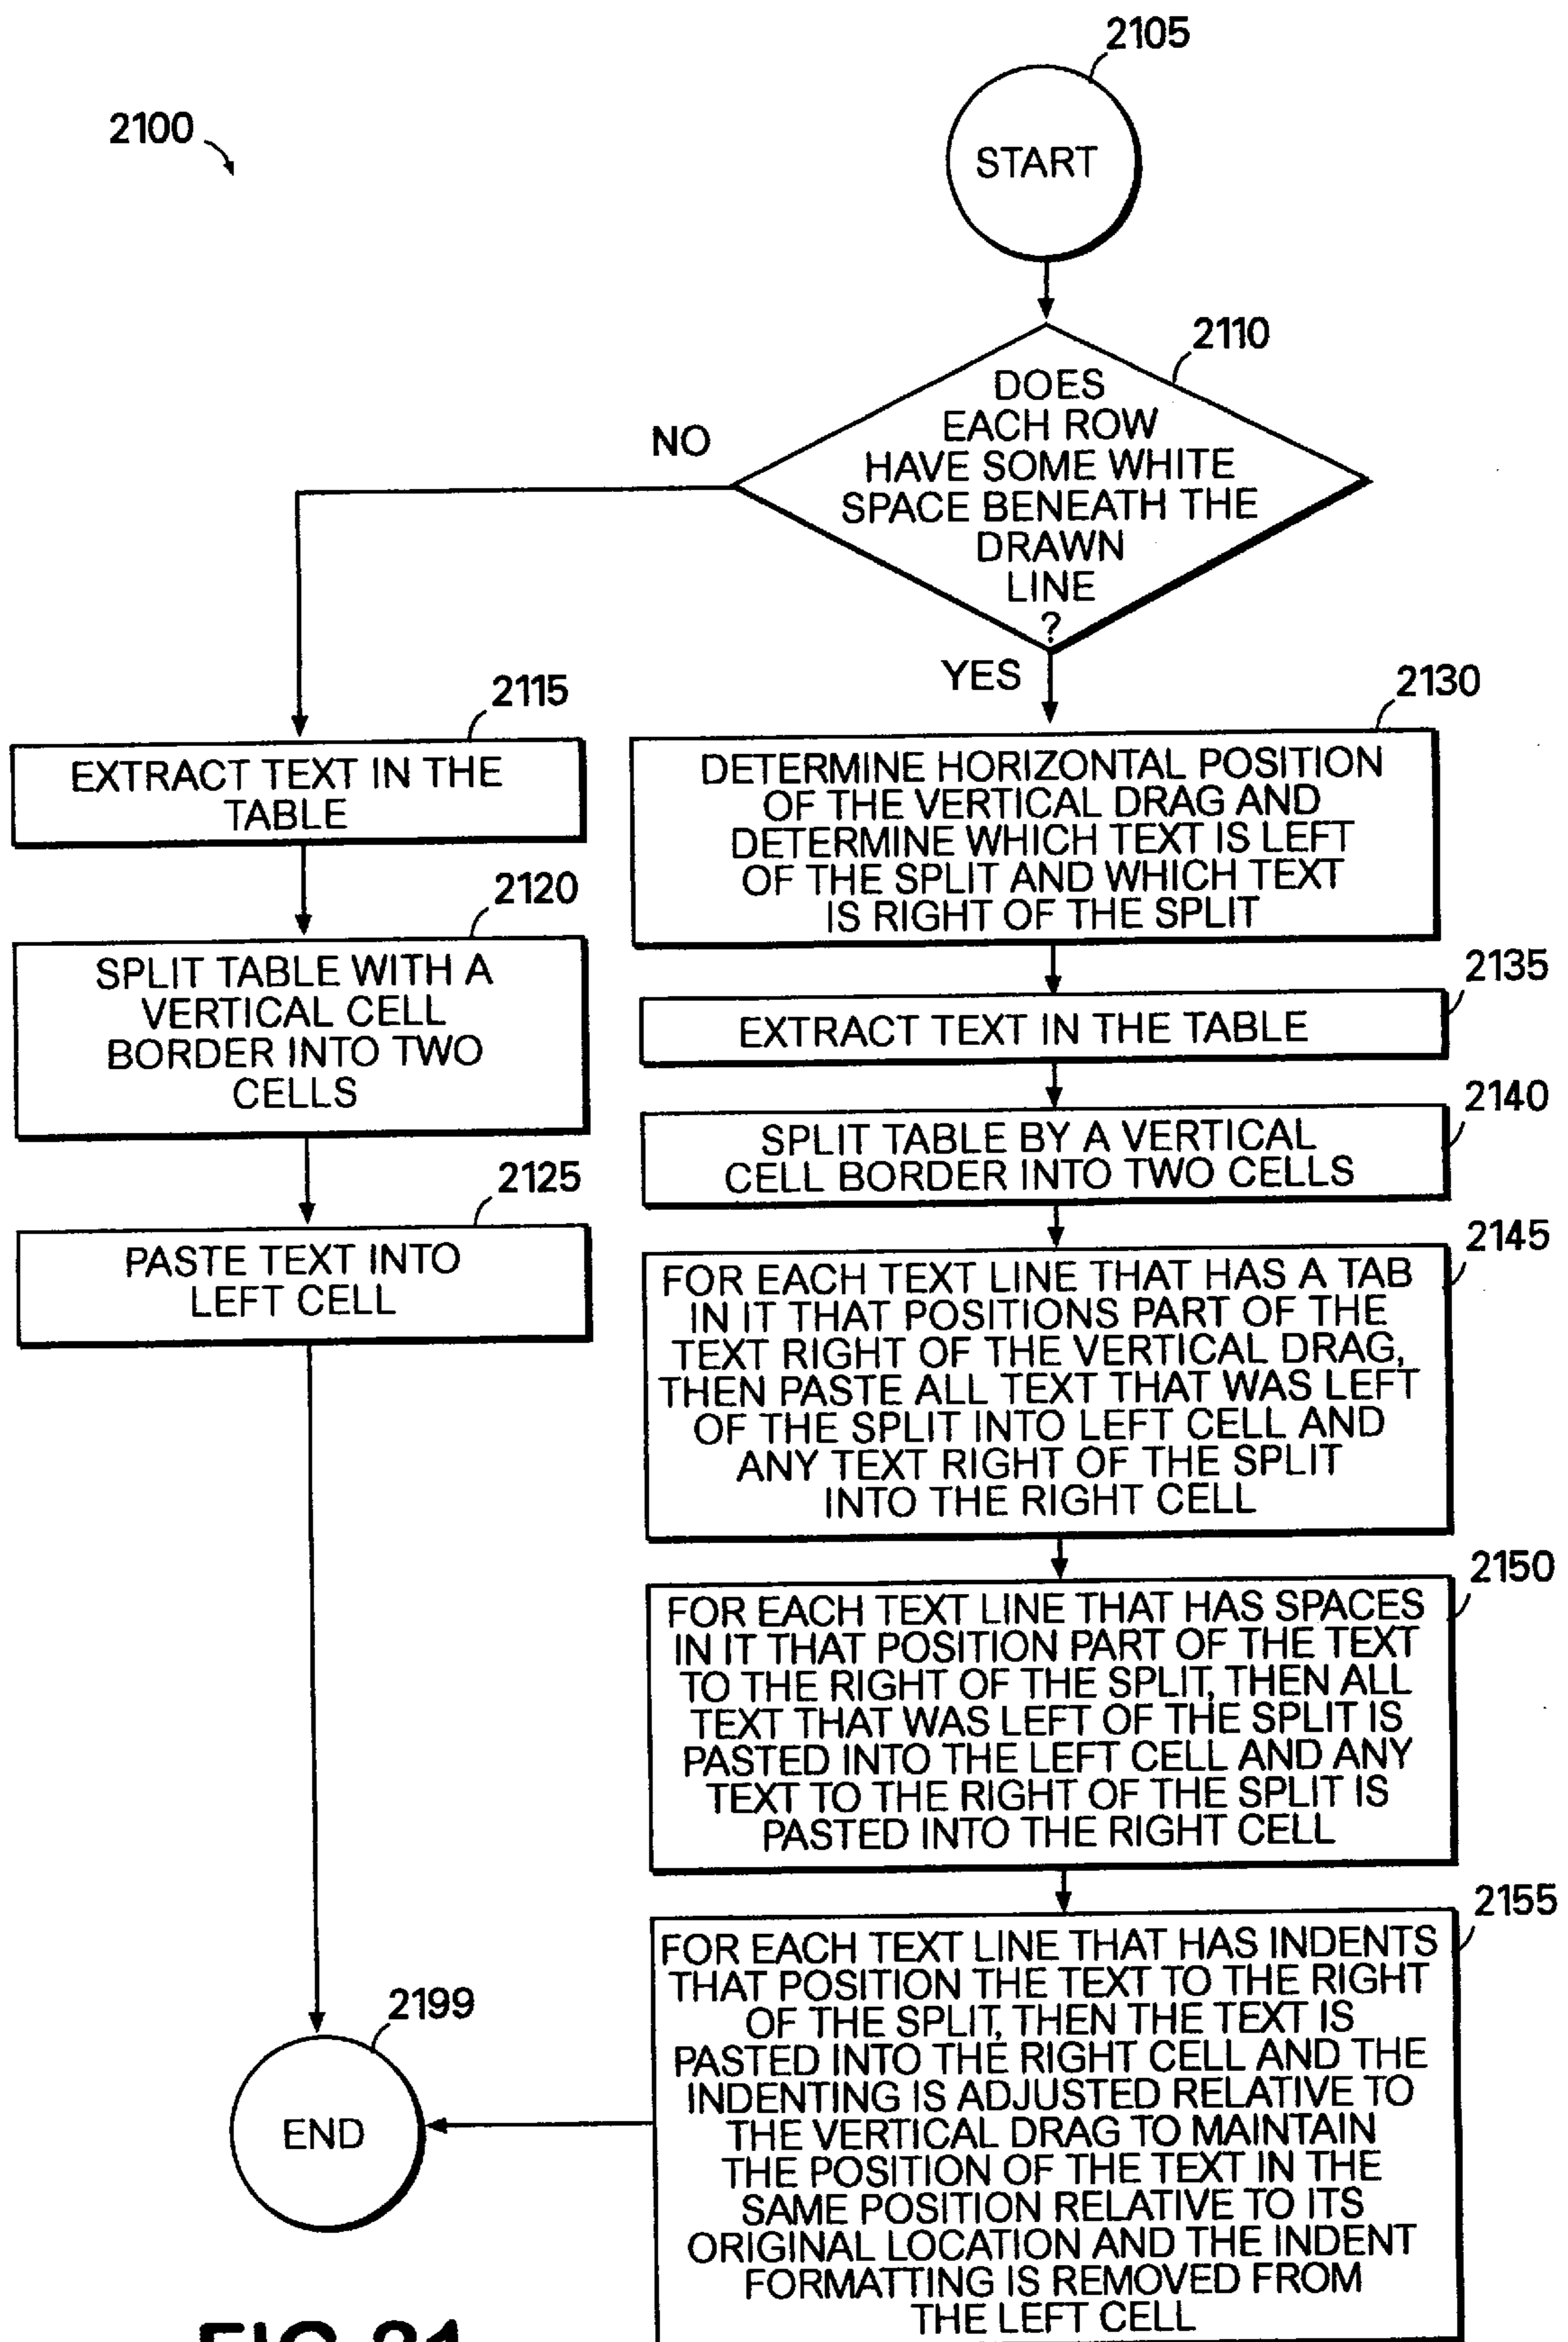 2105
2100
START
2110
DOES
EACH ROW
HAVE SOME WHITE
SPACE BENEATH THE
DRAWN
LINE
?
NO
YES
2115
EXTRACT TEXT IN THE
TABLE
2120
SPLIT TABLE WITH A
VERTICAL CELL
BORDER INTO TWO
CELLS
2125
PASTE TEXT INTO
LEFT CELL
2130
DETERMINE HORIZONTAL POSITION
OF THE VERTICAL DRAG AND
DETERMINE WHICH TEXT IS LEFT
OF THE SPLIT AND WHICH TEXT
IS RIGHT OF THE SPLIT
2135
EXTRACT TEXT IN THE TABLE
2140
SPLIT TABLE BY A VERTICAL
CELL BORDER INTO TWO CELLS
2145
FOR EACH TEXT LINE THAT HAS A TAB
IN IT THAT POSITIONS PART OF THE
TEXT RIGHT OF THE VERTICAL DRAG,
THEN PASTE ALL TEXT THAT WAS LEFT
OF THE SPLIT INTO LEFT CELL AND
ANY TEXT RIGHT OF THE SPLIT
INTO THE RIGHT CELL
2150
FOR EACH TEXT LINE THAT HAS SPACES
IN IT THAT POSITION PART OF THE TEXT
TO THE RIGHT OF THE SPLIT, THEN ALL
TEXT THAT WAS LEFT OF THE SPLIT IS
PASTED INTO THE LEFT CELL AND ANY
TEXT TO THE RIGHT OF THE SPLIT IS
PASTED INTO THE RIGHT CELL
2155
FOR EACH TEXT LINE THAT HAS INDENTS
THAT POSITION THE TEXT TO THE RIGHT
OF THE SPLIT, THEN THE TEXT IS
PASTED INTO THE RIGHT CELL AND THE
INDENTING IS ADJUSTED RELATIVE TO
THE VERTICAL DRAG TO MAINTAIN
THE POSITION OF THE TEXT IN THE
SAME POSITION RELATIVE TO ITS
ORIGINAL LOCATION AND THE INDENT
FORMATTING IS REMOVED FROM
THE LEFT CELL
2199
END
FIG.21